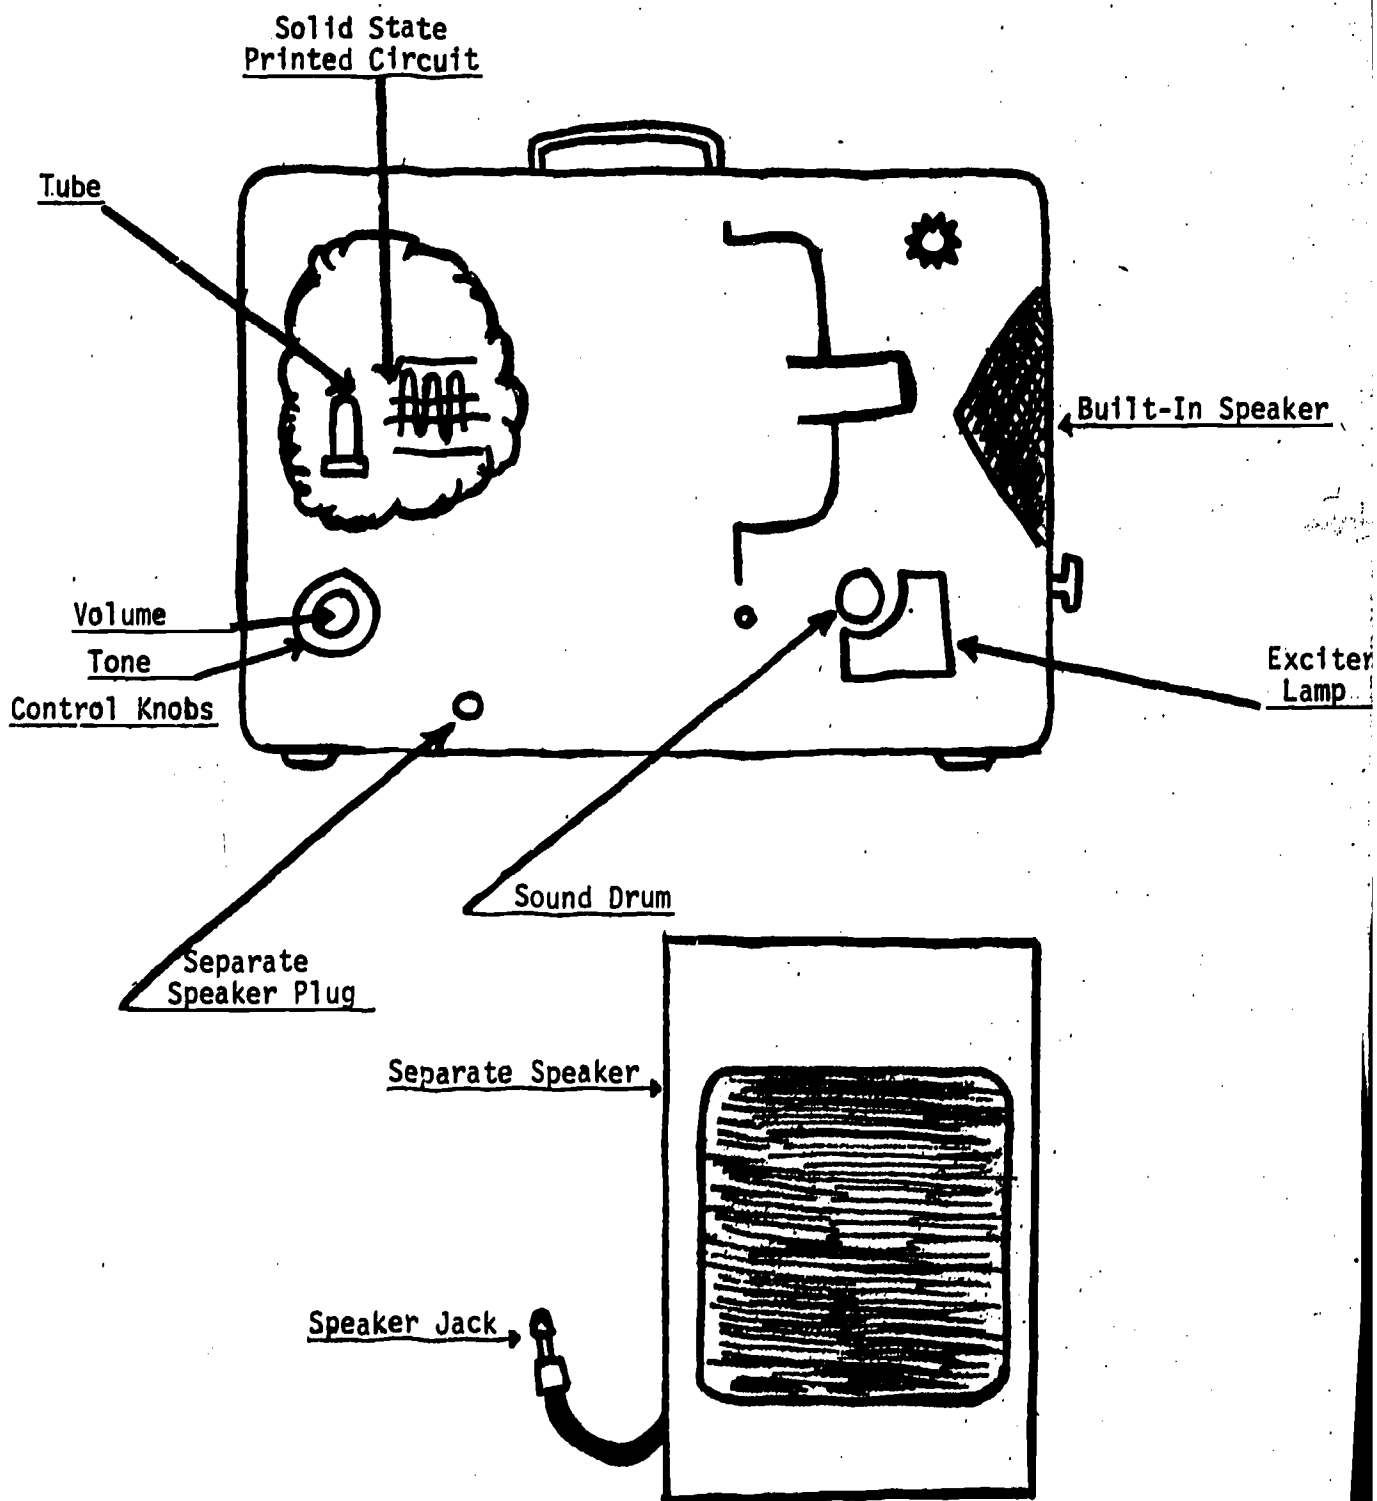 Solid State
Printed Circuit
Tube
Built-In Speaker
Volume
Tone
Control Knobs
Exciter
Lamp
Sound Drum
Separate
Speaker Plug
Separate Speaker
Speaker Jack